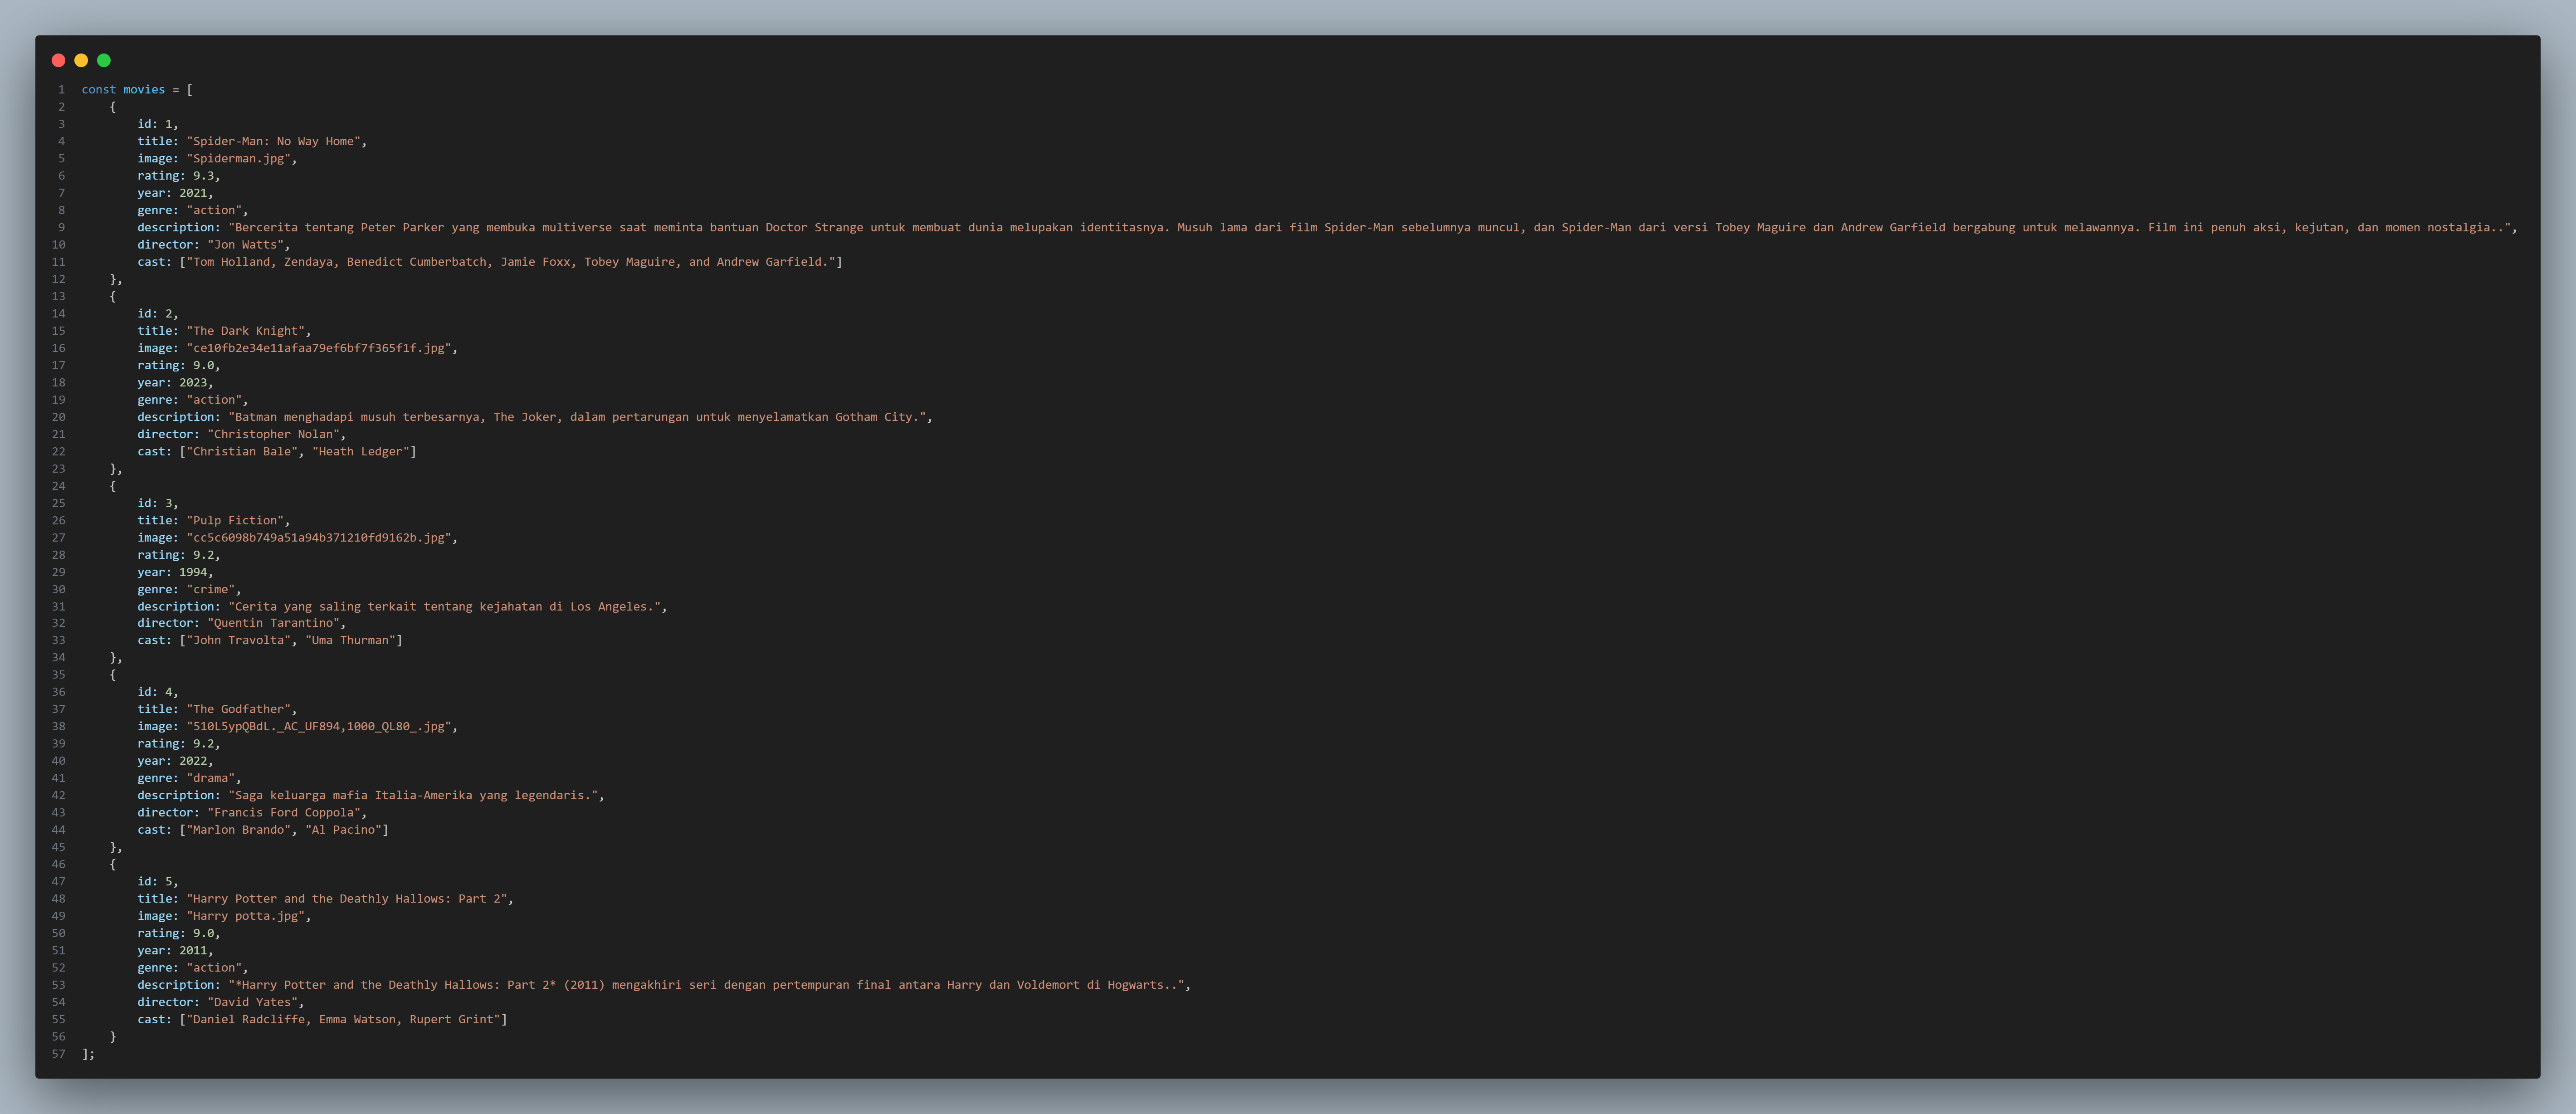 1 const movies = [
2 {
3 id: 1,
4 title: "Spider-Man: No Way Home",
5 image: "Spiderman.jpg",
6 rating: 9.3,
7 year: 2021,
8 genre: "action",
9 description: "Bercerita tentang Peter Parker yang membuka multiverse saat meminta bantuan Doctor Strange untuk membuat dunia melupakan identitasnya. Musuh lama dari film Spider-Man sebelumnya muncul, dan Spider-Man dari versi Tobey Maguire dan Andrew Garfield bergabung untuk melawannya. Film ini penuh aksi, kejutan, dan momen nostalgia..",
10 director: "Jon Watts",
11 cast: ["Tom Holland, Zendaya, Benedict Cumberbatch, Jamie Foxx, Tobey Maguire, and Andrew Garfield."]
12 },
13 {
14 id: 2,
15 title: "The Dark Knight",
16 image: "ce10fb2e34e11afaa79ef6bf7f365f1f.jpg",
17 rating: 9.0,
18 year: 2023,
19 genre: "action",
20 description: "Batman menghadapi musuh terbesarnya, The Joker, dalam pertarungan untuk menyelamatkan Gotham City.",
21 director: "Christopher Nolan",
22 cast: ["Christian Bale", "Heath Ledger"]
23 },
24 {
25 id: 3,
26 title: "Pulp Fiction",
27 image: "cc5c6098b749a51a94b371210fd9162b.jpg",
28 rating: 9.2,
29 year: 1994,
30 genre: "crime",
31 description: "Cerita yang saling terkait tentang kejahatan di Los Angeles.",
32 director: "Quentin Tarantino",
33 cast: ["John Travolta", "Uma Thurman"]
34 },
35 {
36 id: 4,
37 title: "The Godfather",
38 image: "510L5ypQBdL._AC_UF894,1000_QL80_.jpg",
39 rating: 9.2,
40 year: 2022,
41 genre: "drama",
42 description: "Saga keluarga mafia Italia-Amerika yang legendaris.",
43 director: "Francis Ford Coppola",
44 cast: ["Marlon Brando", "Al Pacino"]
45 },
46 {
47 id: 5,
48 title: "Harry Potter and the Deathly Hallows: Part 2",
49 image: "Harry potta.jpg",
50 rating: 9.0,
51 year: 2011,
52 genre: "action",
53 description: "*Harry Potter and the Deathly Hallows: Part 2* (2011) mengakhiri seri dengan pertempuran final antara Harry dan Voldemort di Hogwarts..",
54 director: "David Yates",
55 cast: ["Daniel Radcliffe, Emma Watson, Rupert Grint"]
56 }
57 ];